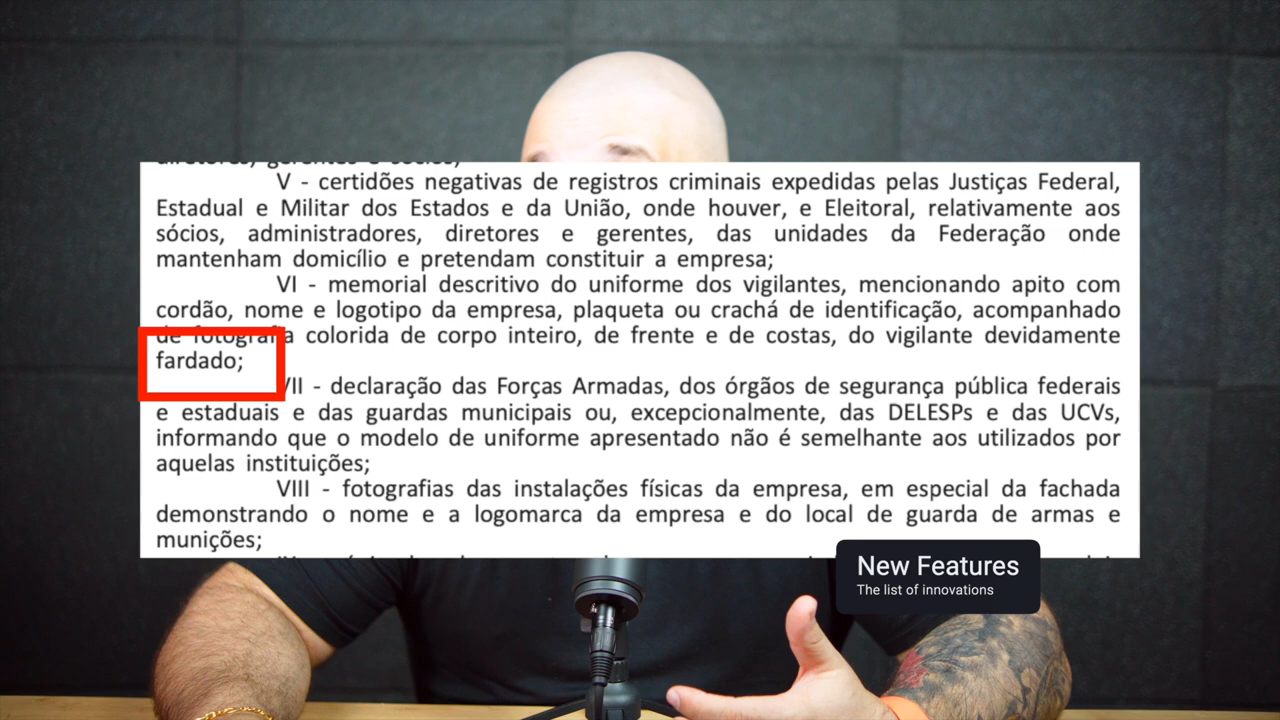 diretores, gerentes e sócios;
V - certidões negativas de registros criminais expedidas pelas Justiças Federal,
Estadual e Militar dos Estados e da União, onde houver, e Eleitoral, relativamente aos
sócios, administradores, diretores e gerentes, das unidades da Federação onde
mantenham domicílio e pretendam constituir a empresa;
VI - memorial descritivo do uniforme dos vigilantes, mencionando apito com
cordão, nome e logotipo da empresa, plaqueta ou crachá de identificação, acompanhado
de fotografia colorida de corpo inteiro, de frente e de costas, do vigilante devidamente
fardado;
VII - declaração das Forças Armadas, dos órgãos de segurança pública federais
e estaduais e das guardas municipais ou, excepcionalmente, das DELESPs e das UCVs,
informando que o modelo de uniforme apresentado não é semelhante aos utilizados por
aquelas instituições;
VIII - fotografias das instalações físicas da empresa, em especial da fachada
demonstrando o nome e a logomarca da empresa e do local de guarda de armas e
munições;
New Features
The list of innovations